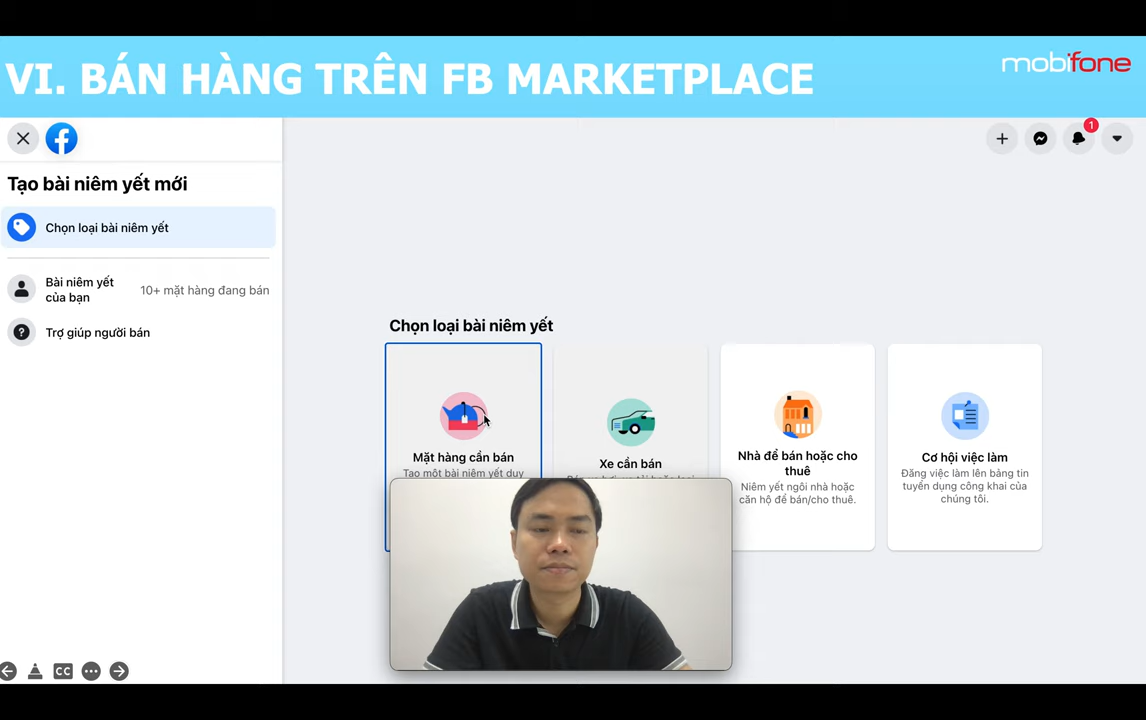 VI. BÁN HÀNG TRÊN FB MARKETPLACE
mobifone
1
Tạo bài niêm yết mới
Chọn loại bài niêm yết
Bài niêm yết
của bạn
10+ mặt hàng đang bán
Trợ giúp người bán
Chọn loại bài niêm yết
Mặt hàng cần bán
Tạo một bài niêm yết duy
Xe cần bán
Nhà để bán hoặc cho
thuê
Niêm yết ngôi nhà hoặc
căn hộ để bán/cho thuê.
Cơ hội việc làm
Đăng việc làm lên bảng tin
tuyển dụng công khai của
chúng tôi.
CC